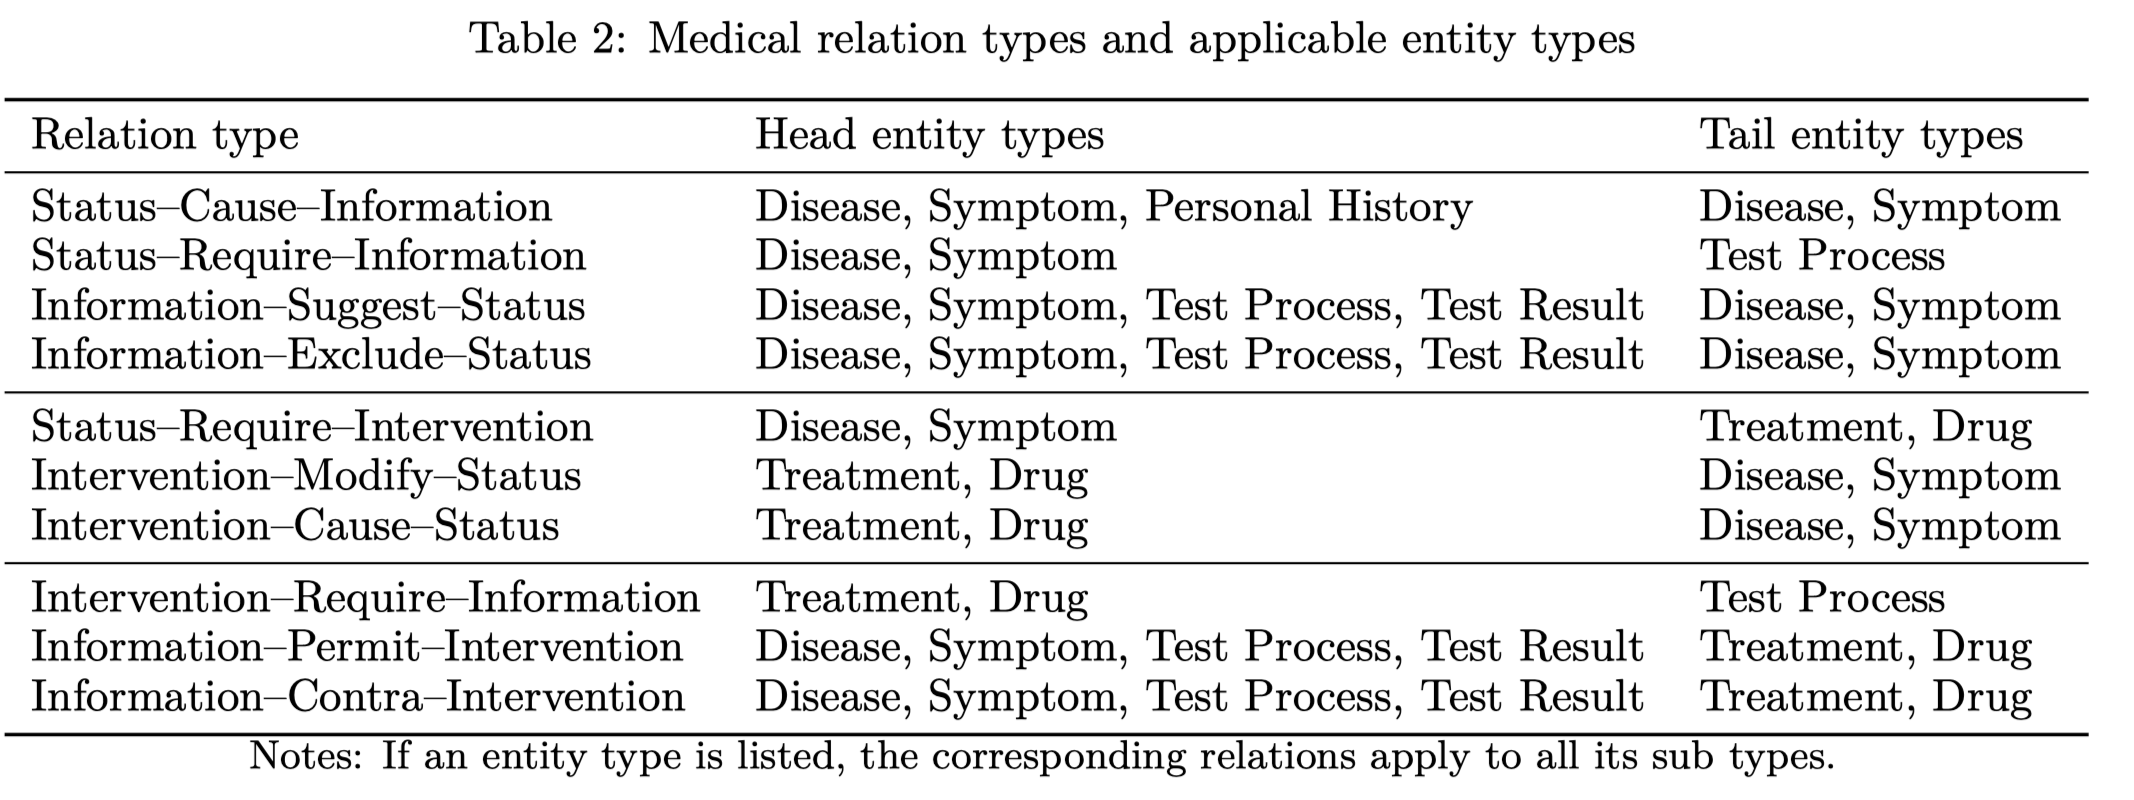 Table 2: Medical relation types and applicable entity types
Relation type Head entity types Tail entity types
Status–Cause–Information Disease, Symptom, Personal History Disease, Symptom
Status–Require–Information Disease, Symptom Test Process
Information–Suggest–Status Disease, Symptom, Test Process, Test Result Disease, Symptom
Information–Exclude–Status Disease, Symptom, Test Process, Test Result Disease, Symptom
Status–Require–Intervention Disease, Symptom Treatment, Drug
Intervention–Modify–Status Treatment, Drug Disease, Symptom
Intervention–Cause–Status Treatment, Drug Disease, Symptom
Intervention–Require–Information Treatment, Drug Test Process
Information–Permit–Intervention Disease, Symptom, Test Process, Test Result Treatment, Drug
Information–Contra–Intervention Disease, Symptom, Test Process, Test Result Treatment, Drug
Notes: If an entity type is listed, the corresponding relations apply to all its sub types.